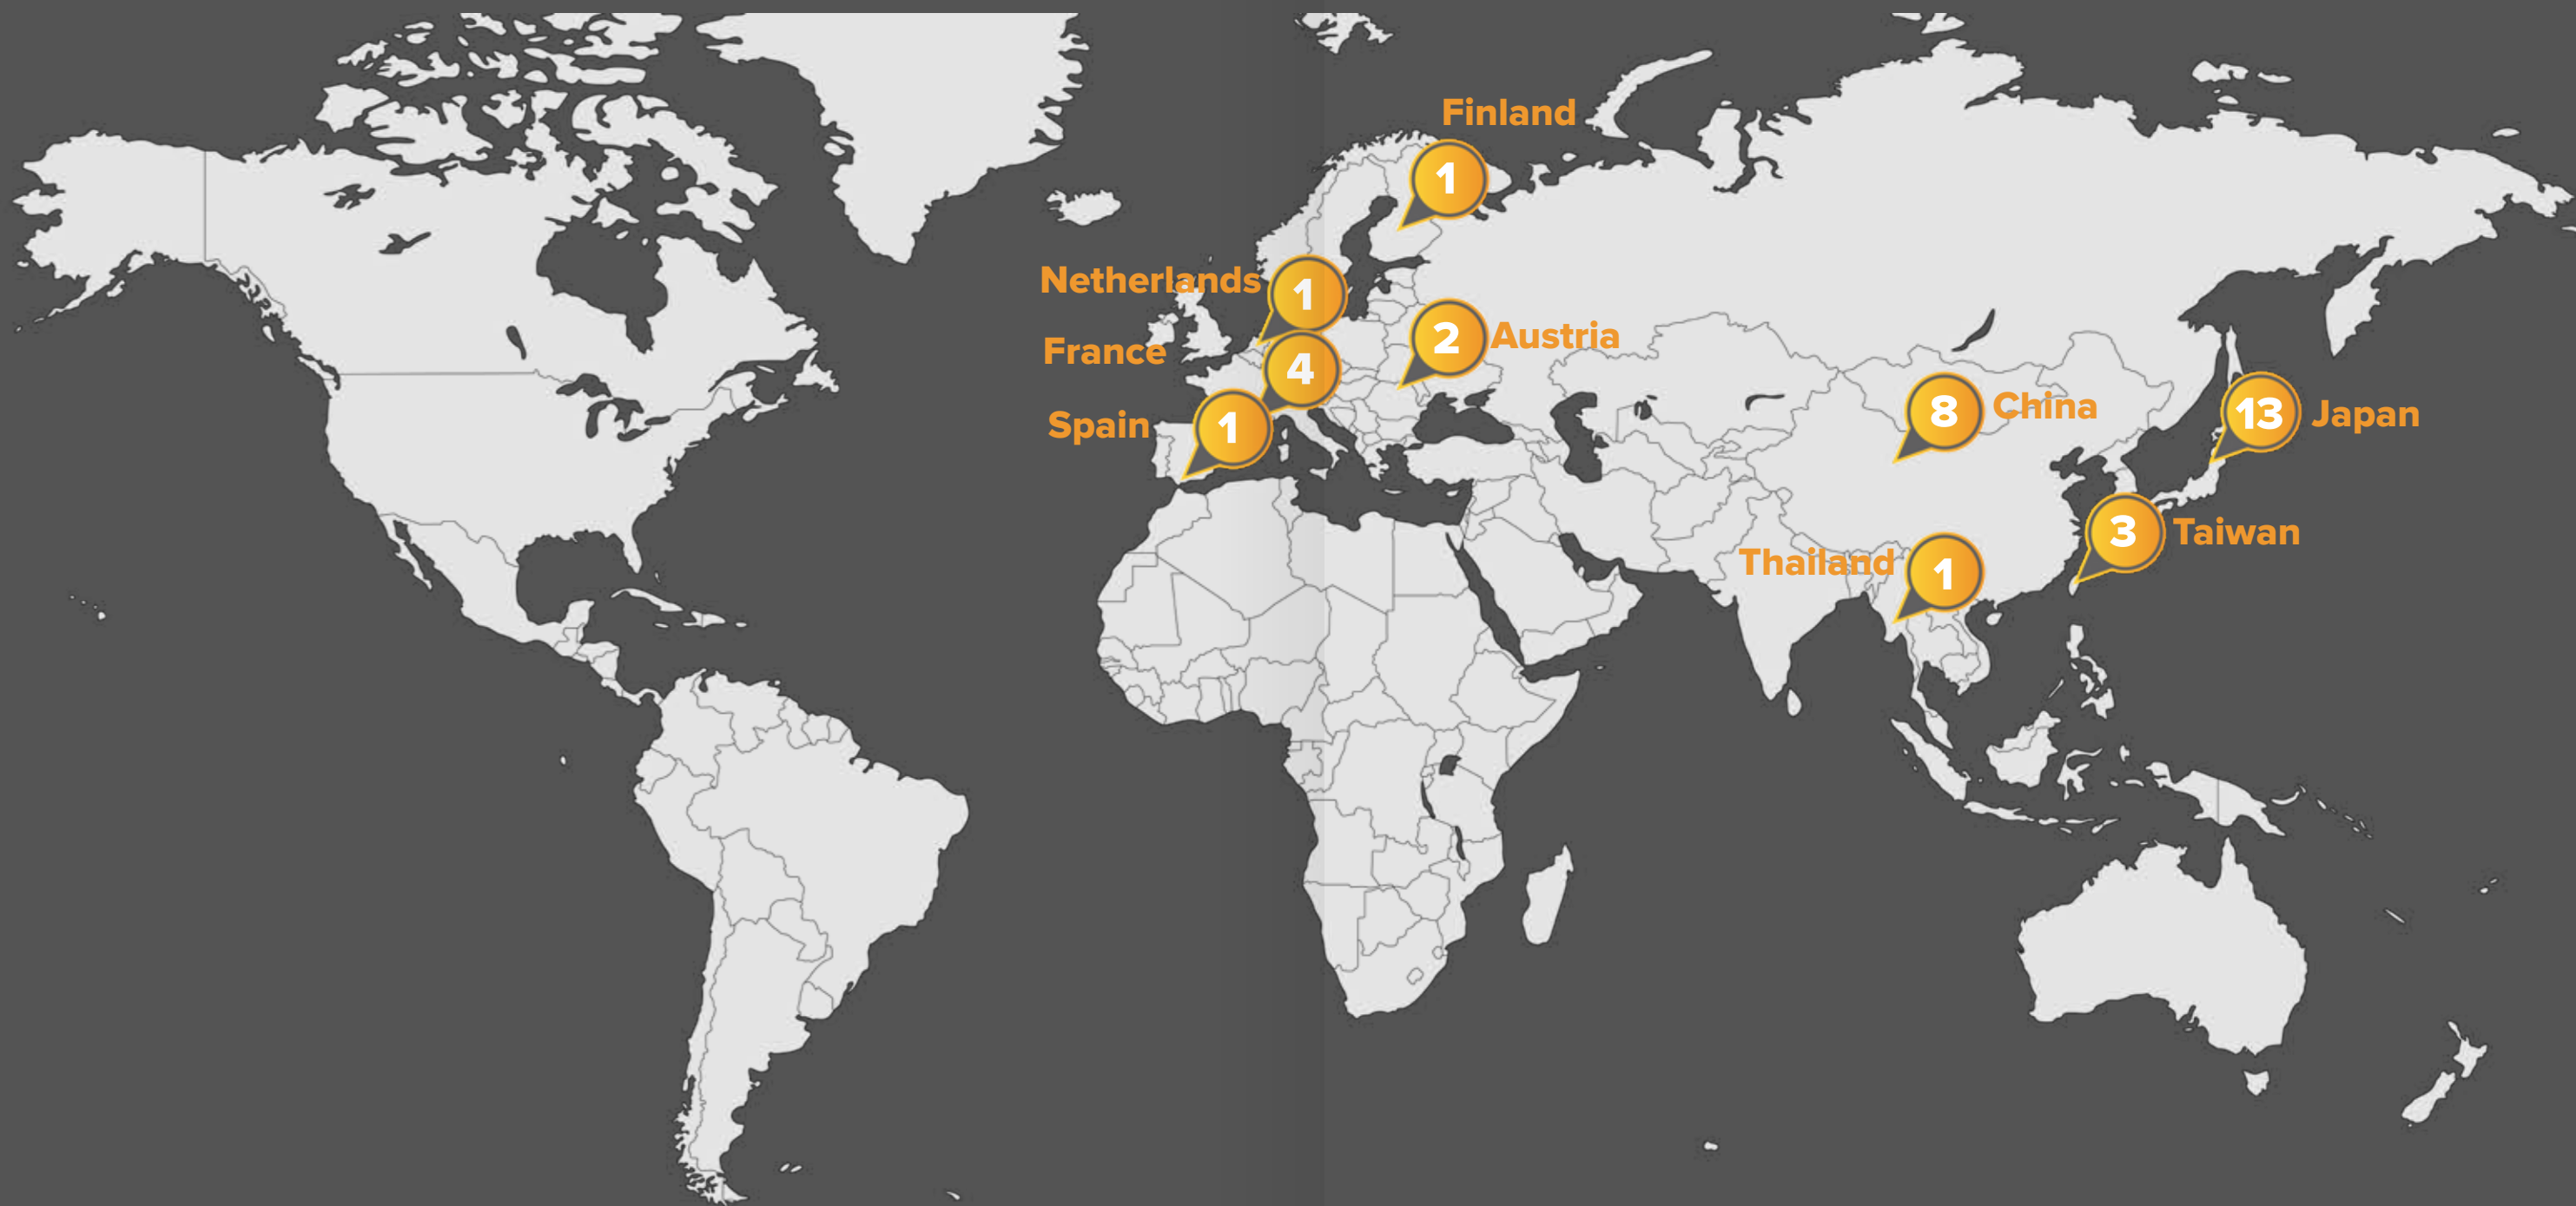 Finland
1
Netherlands
1
France
4
2
Austria
Spain
1
8
China
13
Japan
3
Taiwan
Thailand
1